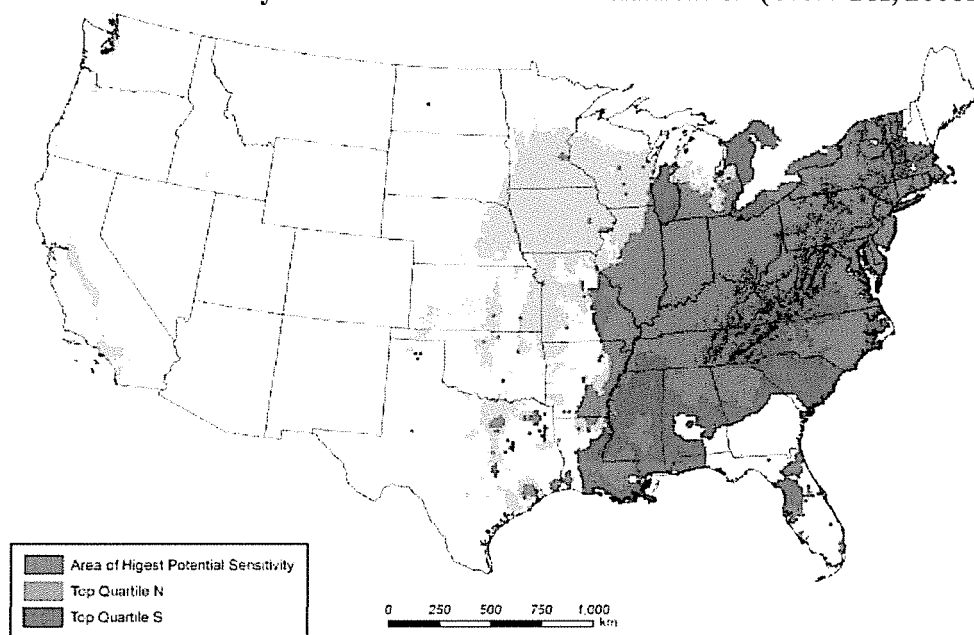 Area of Higest Potential Sensitivity
Top Quartile N
Top Quartile S
0 250 500 750 1,000
km